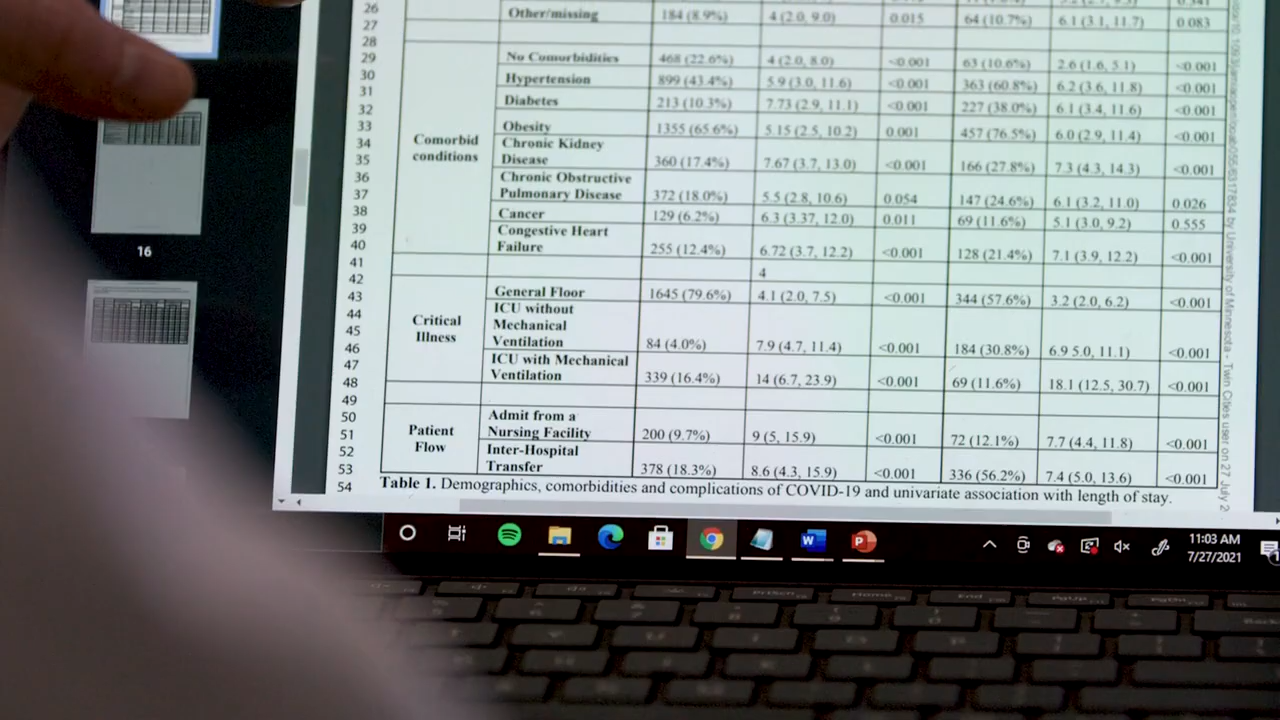 26
27 Other/missing 184 (8.9%) 4 (2.0, 9.0) 0.015 64 (10.7%) 6.1 (3.1, 11.7) 0.083
28
29 No Comorbidities 468 (22.6%) 4 (2.0, 8.0) <0.001 63 (10.6%) 2.6 (1.6, 5.1) <0.001
30 Hypertension 899 (43.4%) 5.9 (3.0, 11.6) <0.001 363 (60.8%) 6.2 (3.6, 11.8) <0.001
31
32 Diabetes 213 (10.3%) 7.73 (2.9, 11.1) <0.001 227 (38.0%) 6.1 (3.4, 11.6) <0.001
33 Obesity 1355 (65.6%) 5.15 (2.5, 10.2) 0.001 457 (76.5%) 6.0 (2.9, 11.4) <0.001
34 Comorbid Chronic Kidney
35 conditions Disease 360 (17.4%) 7.67 (3.7, 13.0) <0.001 166 (27.8%) 7.3 (4.3, 14.3) <0.001
36 Chronic Obstructive
37 Pulmonary Disease 372 (18.0%) 5.5 (2.8, 10.6) 0.054 147 (24.6%) 6.1 (3.2, 11.0) 0.026
38 Cancer 129 (6.2%) 6.3 (3.37, 12.0) 0.011 69 (11.6%) 5.1 (3.0, 9.2) 0.555
39 Congestive Heart
40 Failure 255 (12.4%) 6.72 (3.7, 12.2) <0.001 128 (21.4%) 7.1 (3.9, 12.2) <0.001
41 4
42
43 General Floor 1645 (79.6%) 4.1 (2.0, 7.5) <0.001 344 (57.6%) 3.2 (2.0, 6.2) <0.001
44 ICU without
45 Critical Mechanical
46 Illness Ventilation 84 (4.0%) 7.9 (4.7, 11.4) <0.001 184 (30.8%) 6.9 5.0, 11.1) <0.001
47 ICU with Mechanical
48 Ventilation 339 (16.4%) 14 (6.7, 23.9) <0.001 69 (11.6%) 18.1 (12.5, 30.7) <0.001
49
50 Admit from a
51 Patient Nursing Facility 200 (9.7%) 9 (5, 15.9) <0.001 72 (12.1%) 7.7 (4.4, 11.8) <0.001
52 Flow Inter-Hospital
53 Transfer 378 (18.3%) 8.6 (4.3, 15.9) <0.001 336 (56.2%) 7.4 (5.0, 13.6) <0.001
54 Table 1. Demographics, comorbidities and complications of COVID-19 and univariate association with length of stay.
by University of Minnesota - Twin Cities user on 27 July 2
16
11:03 AM
7/27/2021
W
P
PrtScn
Home
End
PgUp
PgDn